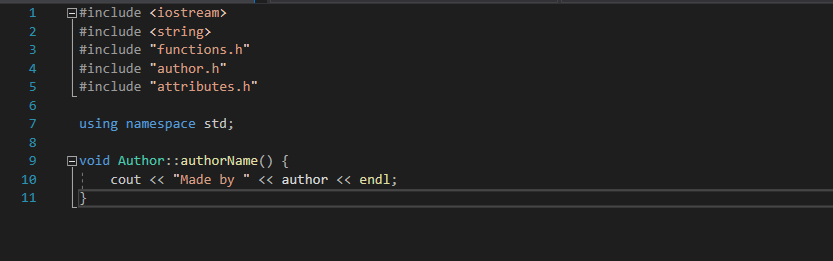 1 #include <iostream>
2 #include <string>
3 #include "functions.h"
4 #include "author.h"
5 #include "attributes.h"
6
7 using namespace std;
8
9 void Author::authorName() {
10     cout << "Made by " << author << endl;
11 }